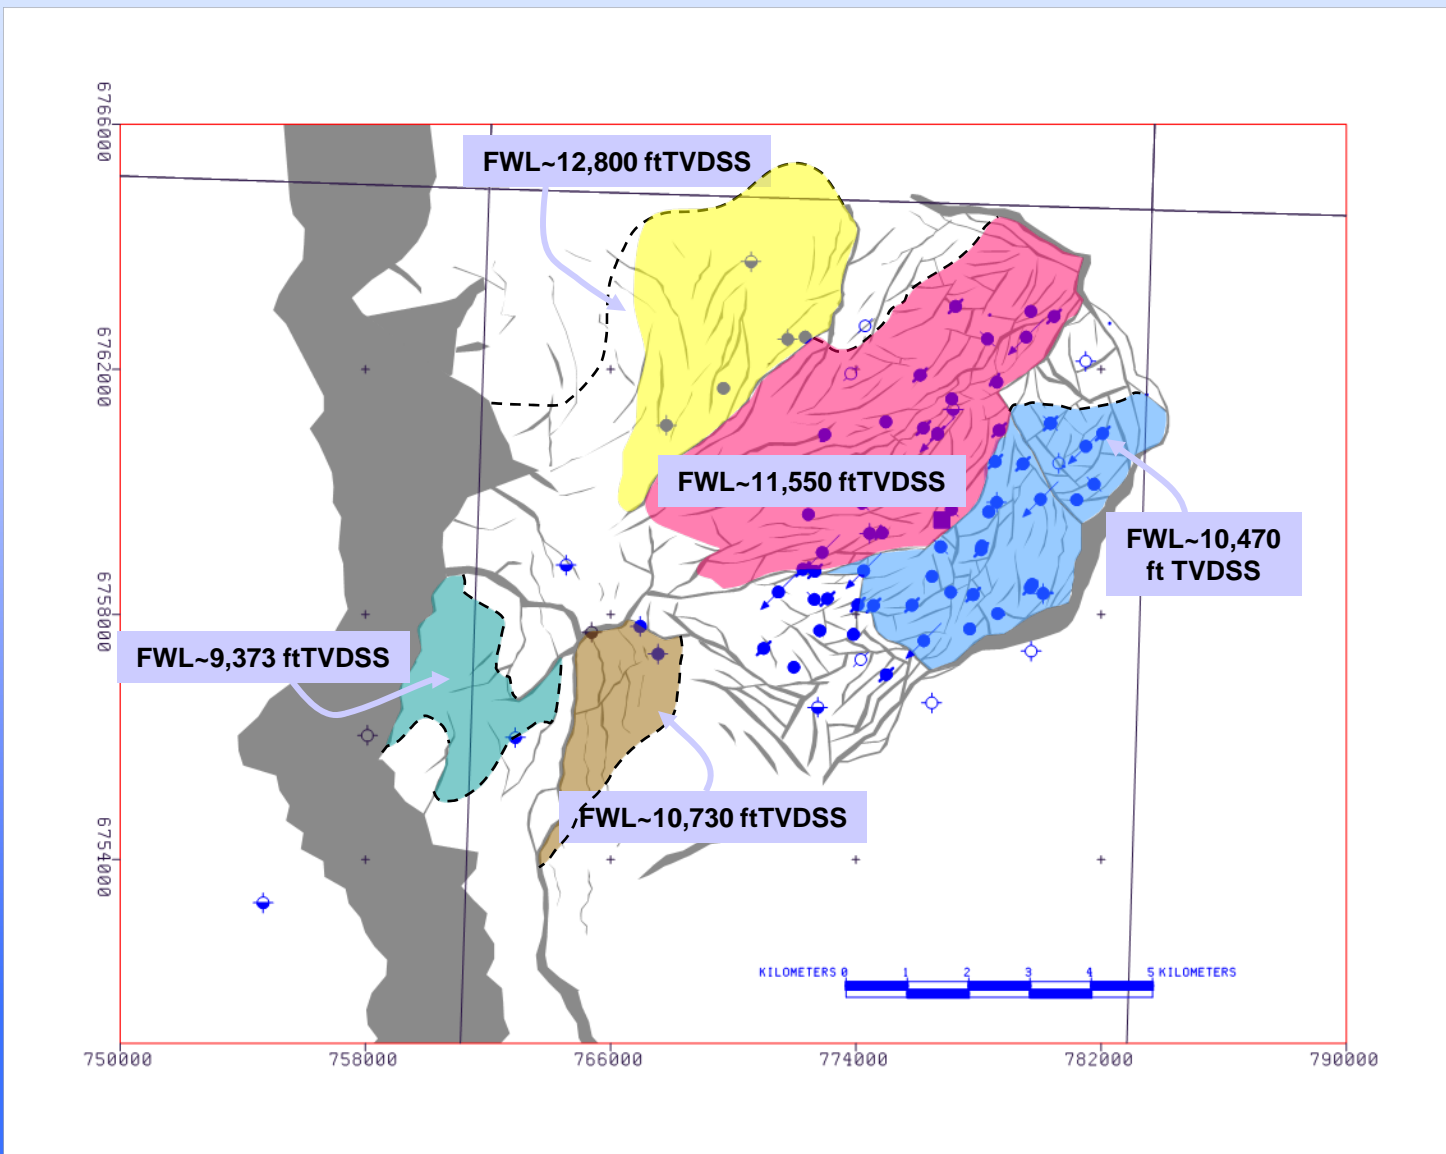 6766000
FWL~12,800 ftTVDSS
6762000
FWL~11,550 ftTVDSS
FWL~10,470
ft TVDSS
6758000
FWL~9,373 ftTVDSS
FWL~10,730 ftTVDSS
6754000
KILOMETERS 0 1 2 3 4 5 KILOMETERS
750000 758000 766000 774000 782000 790000